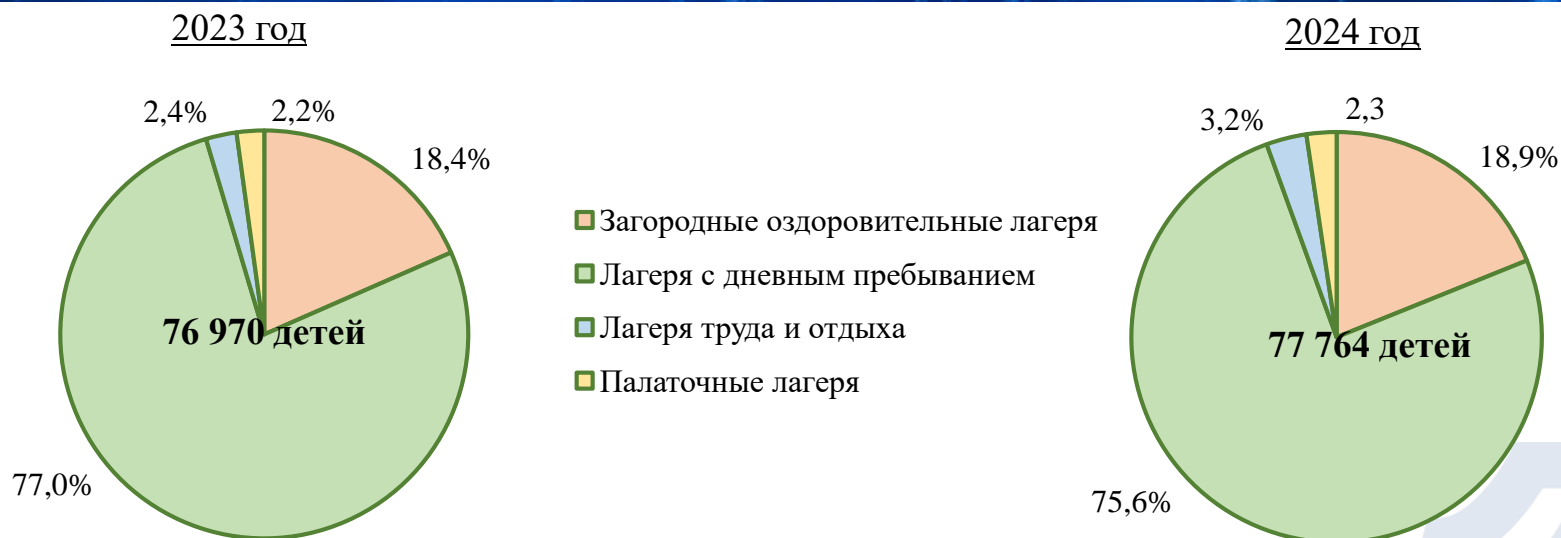 2023 год
2,4%
2,2%
18,4%
76 970 детей
77,0%
Загородные оздоровительные лагеря
Лагеря с дневным пребыванием
Лагеря труда и отдыха
Палаточные лагеря
2024 год
3,2%
2,3
18,9%
77 764 детей
75,6%